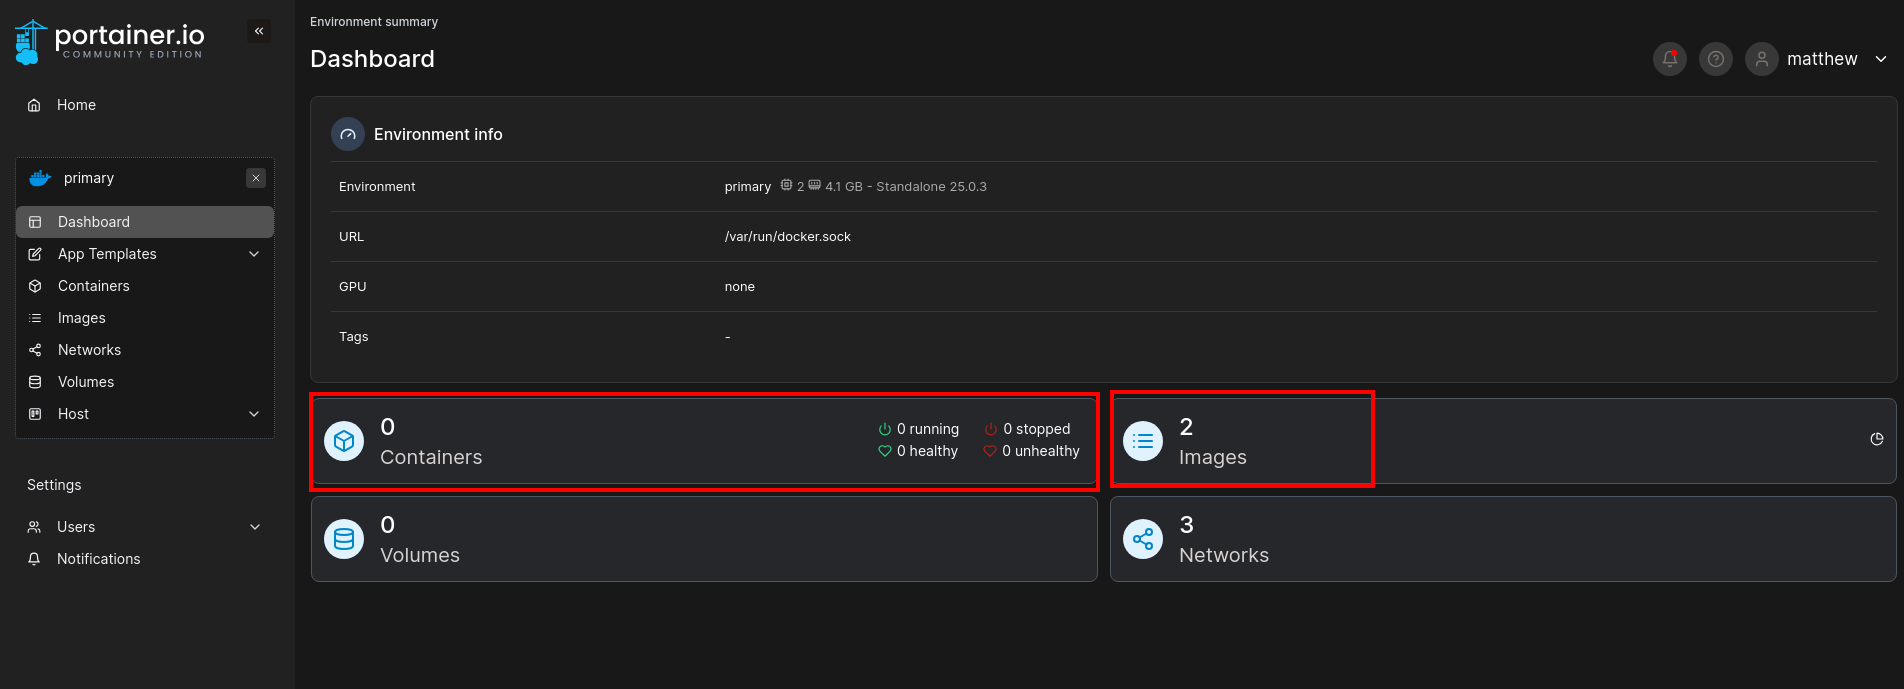 portainer.io
COMMUNITY EDITION
Home
primary
Dashboard
App Templates
Containers
Images
Networks
Volumes
Host
Settings
Users
Notifications
Environment summary
Dashboard
matthew
Environment info
Environment primary 2 4.1 GB - Standalone 25.0.3
URL /var/run/docker.sock
GPU none
Tags -
0
Containers
0 running 0 stopped
0 healthy 0 unhealthy
2
Images
0
Volumes
3
Networks